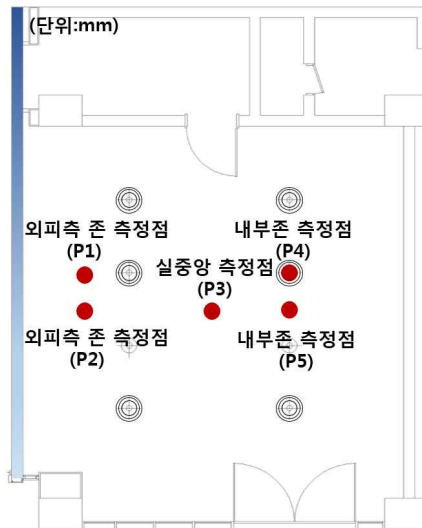 (단위:mm)
외피측 존 측정점
(P1)
내부존 측정점
(P4)
실중앙 측정점
(P3)
외피측 존 측정점
(P2)
내부존 측정점
(P5)